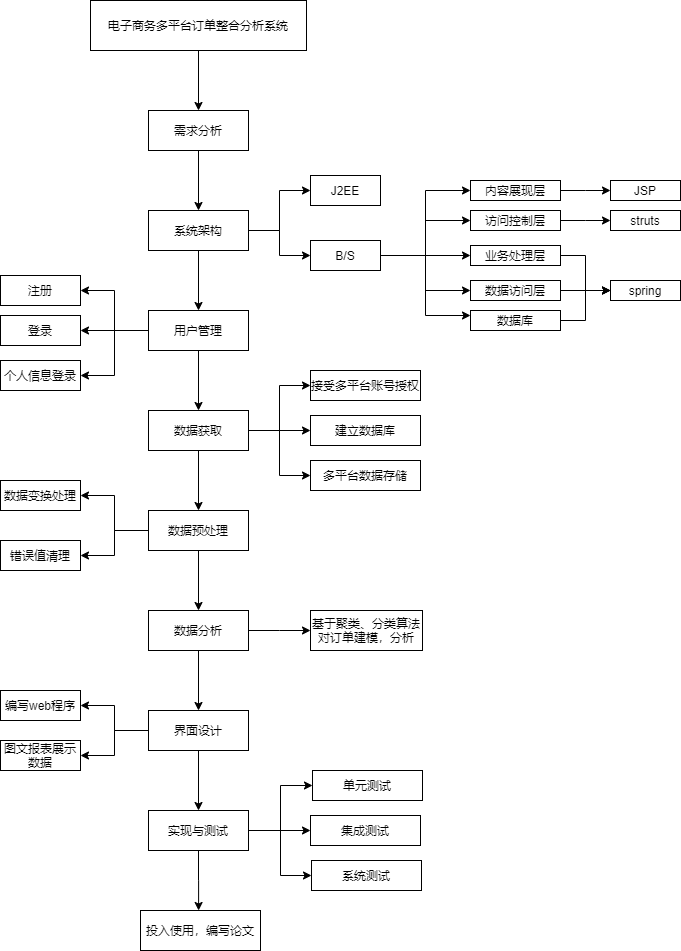 电子商务多平台订单整合分析系统
需求分析
系统架构
J2EE
B/S
内容展现层
JSP
访问控制层
struts
业务处理层
数据访问层
spring
数据库
注册
登录
个人信息登录
用户管理
数据获取
接受多平台账号授权
建立数据库
多平台数据存储
数据变换处理
错误值清理
数据预处理
数据分析
基于聚类、分类算法
对订单建模，分析
编写web程序
图文报表展示
数据
界面设计
实现与测试
单元测试
集成测试
系统测试
投入使用，编写论文